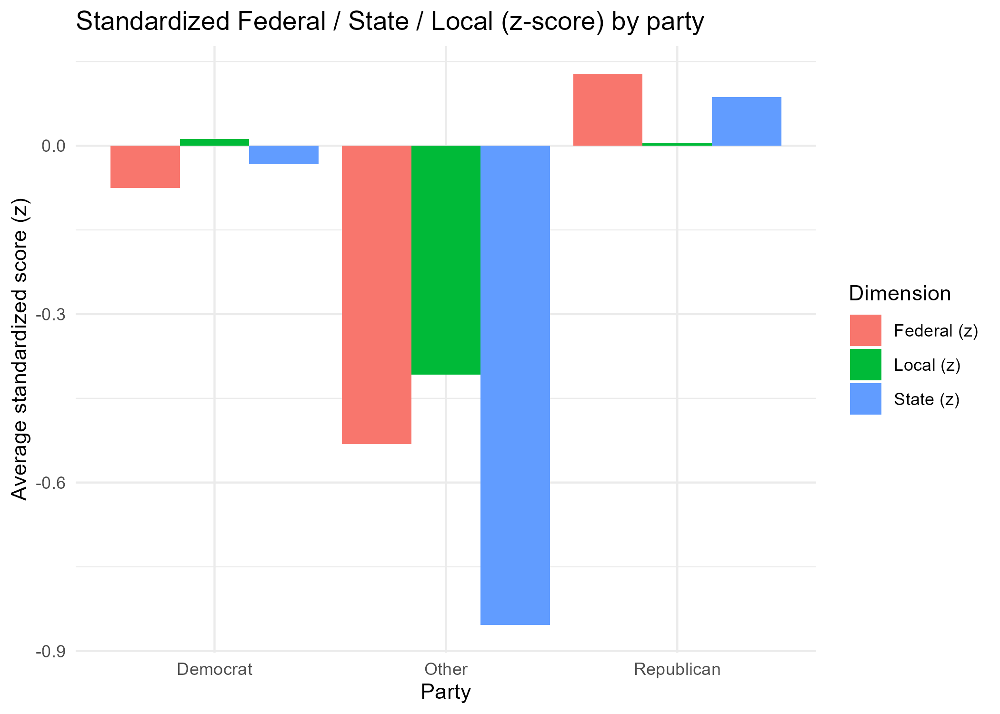 Standardized Federal / State / Local (z-score) by party
Average standardized score (z)
0.0
-0.3
-0.6
-0.9
Democrat
Other
Republican
Party
Dimension
Federal (z)
Local (z)
State (z)